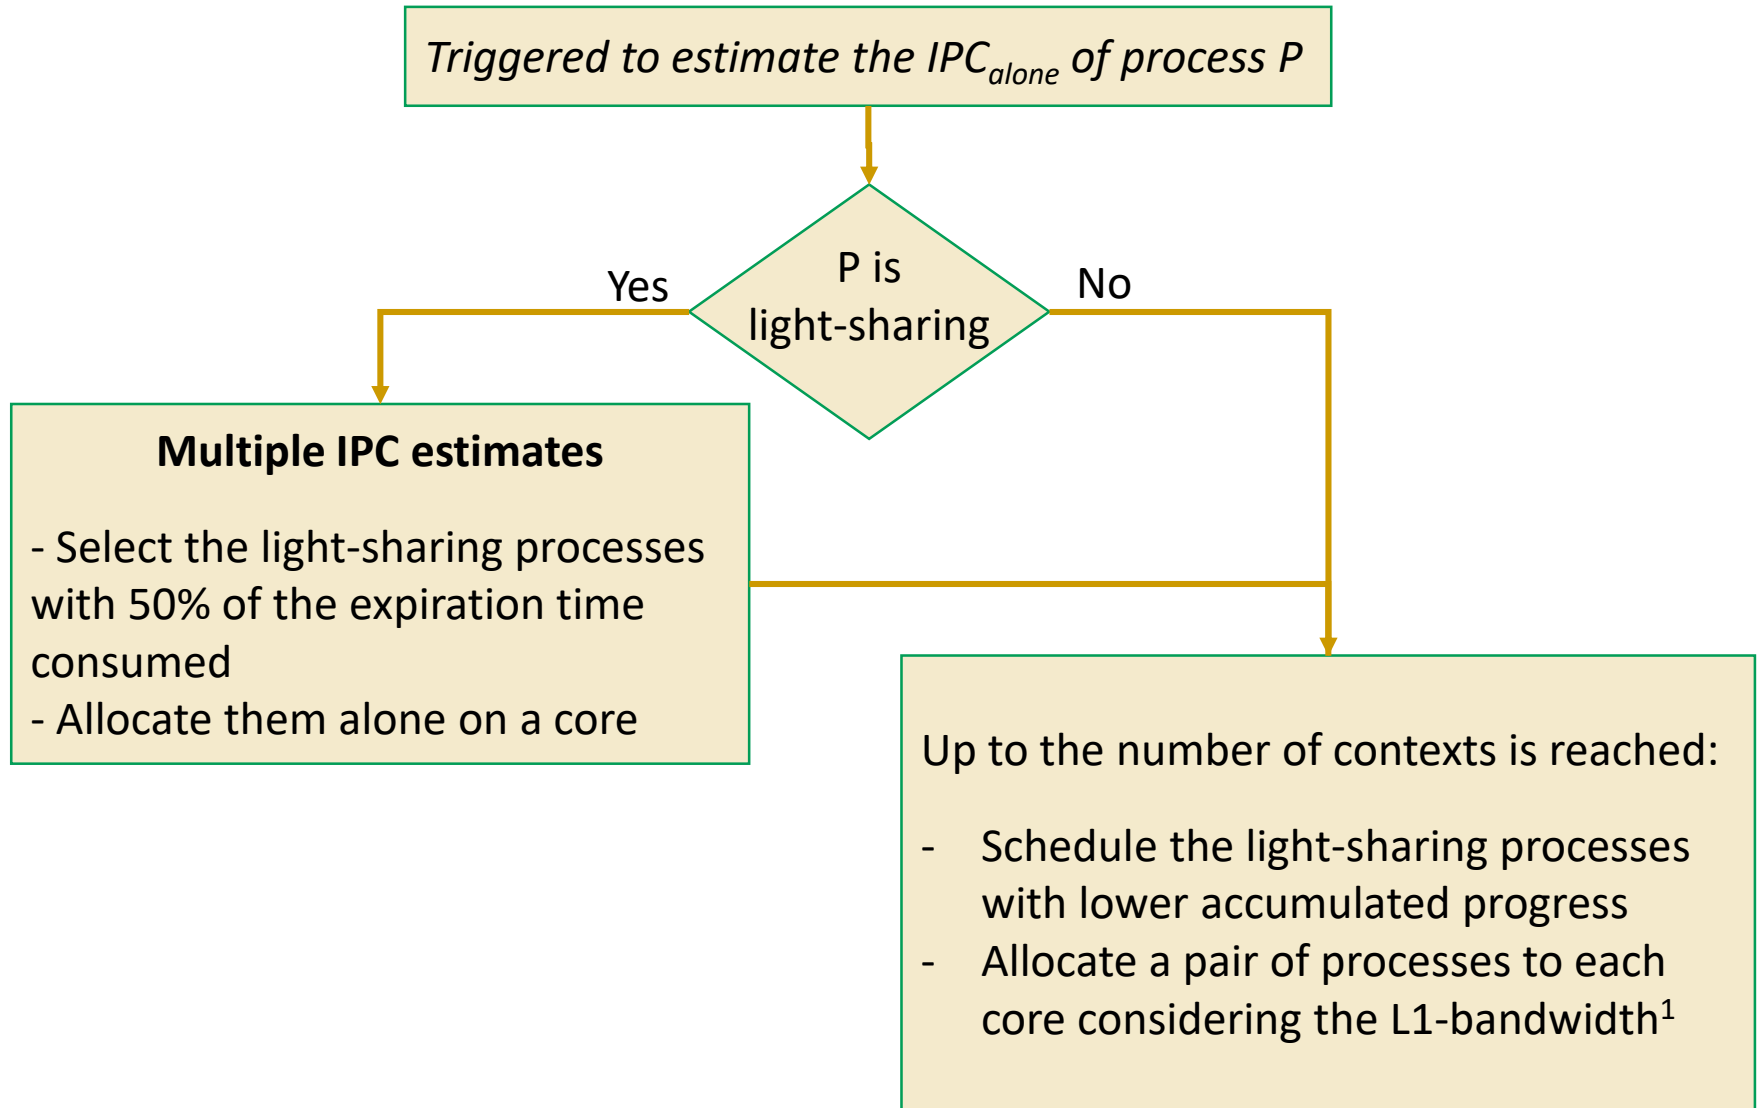 Triggered to estimate the IPCalone of process P
P is
light-sharing
Yes
No
Multiple IPC estimates
- Select the light-sharing processes
with 50% of the expiration time
consumed
- Allocate them alone on a core
Up to the number of contexts is reached:
- Schedule the light-sharing processes
with lower accumulated progress
- Allocate a pair of processes to each
core considering the L1-bandwidth1